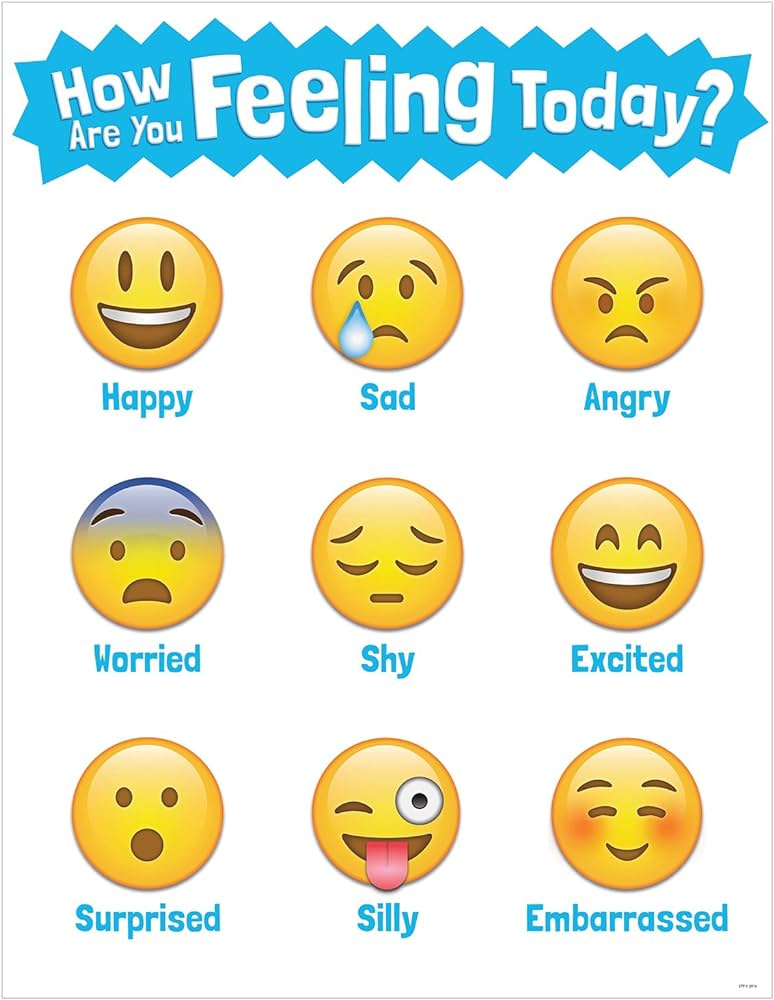 How
Are You
Feeling
Today?
Happy
Sad
Angry
Worried
Shy
Excited
Surprised
Silly
Embarrassed